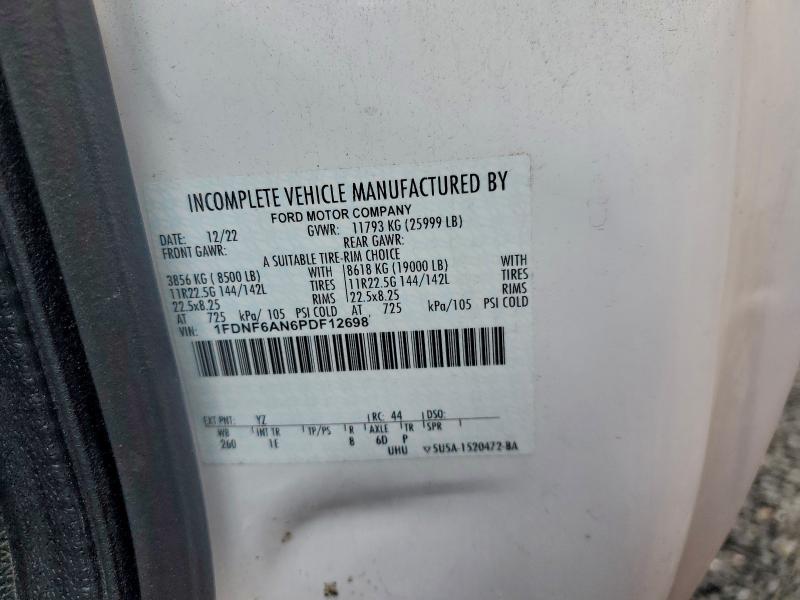 INCOMPLETE VEHICLE MANUFACTURED BY
FORD MOTOR COMPANY
DATE: 12/22 GVWR: 11793 KG (25999 LB)
FRONT GAWR: REAR GAWR:
A SUITABLE TIRE-RIM CHOICE
3856 KG ( 8500 LB) WITH 8618 KG (19000 LB) WITH
11R22.5G 144/142L TIRES 11R22.5G 144/142L TIRES
22.5x8.25 RIMS 22.5x8.25 RIMS
AT 725 kPa/ 105 PSI COLD AT 725 kPa/ 105 PSI COLD
VIN: 1FDNF6AN6PDF12698
EXT PNT: YZ RC: 44 DSO:
WB INT TR TP/PS R AXLE TR SPR
260 1E 8 6D P
UHU 5U5A-1520472-BA